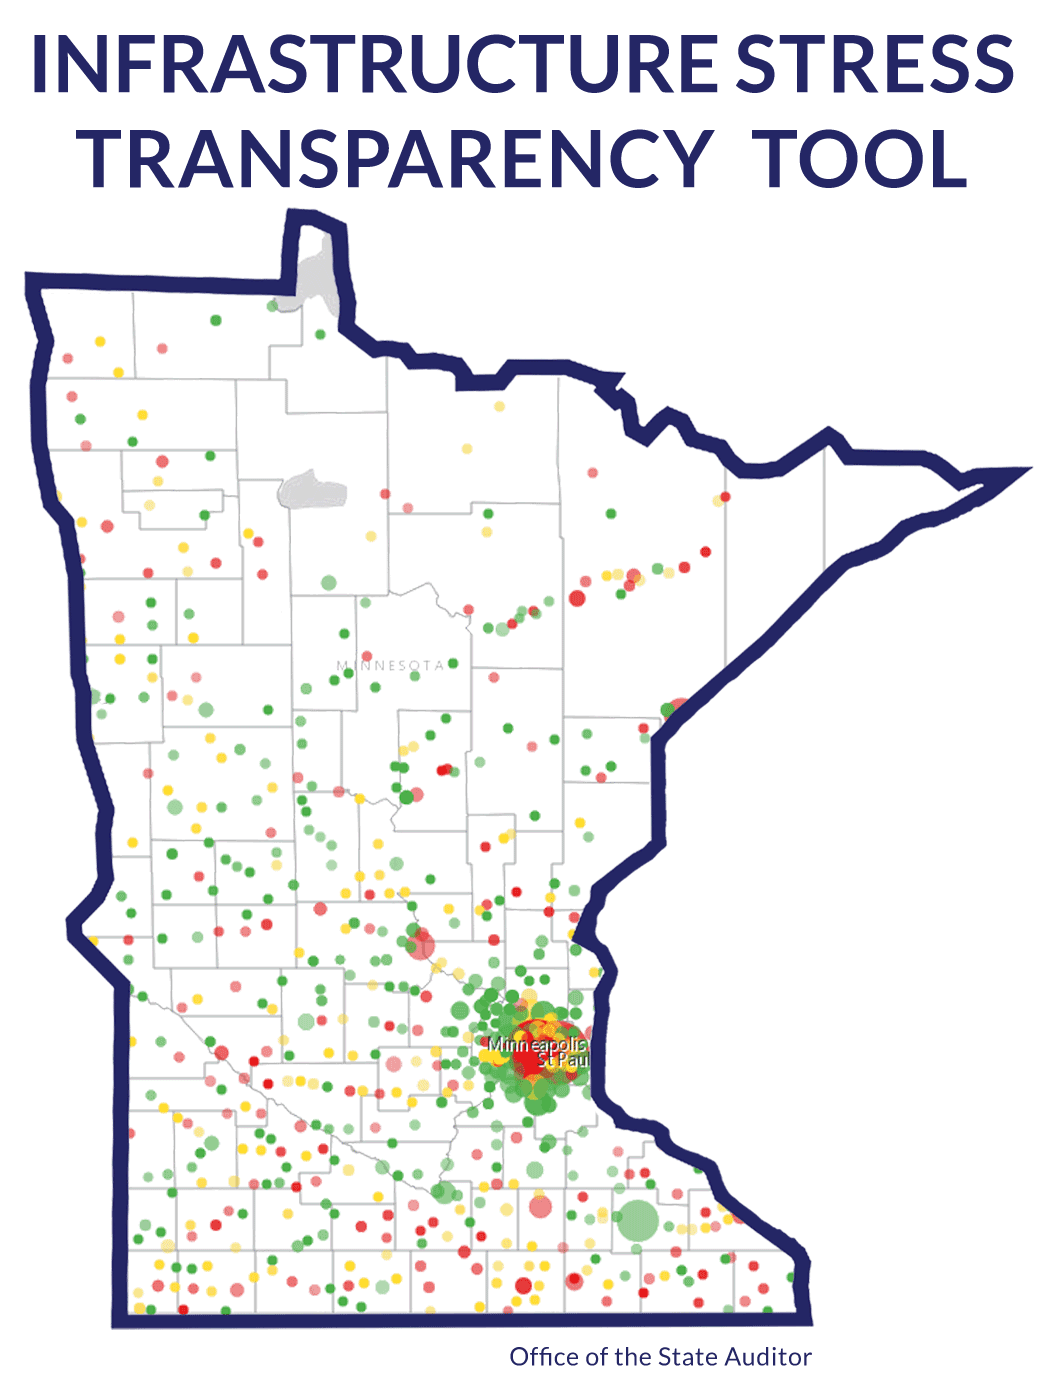 INFRASTRUCTURE STRESS
TRANSPARENCY TOOL
MINNESOTA
Minneapolis
St Paul
Office of the State Auditor